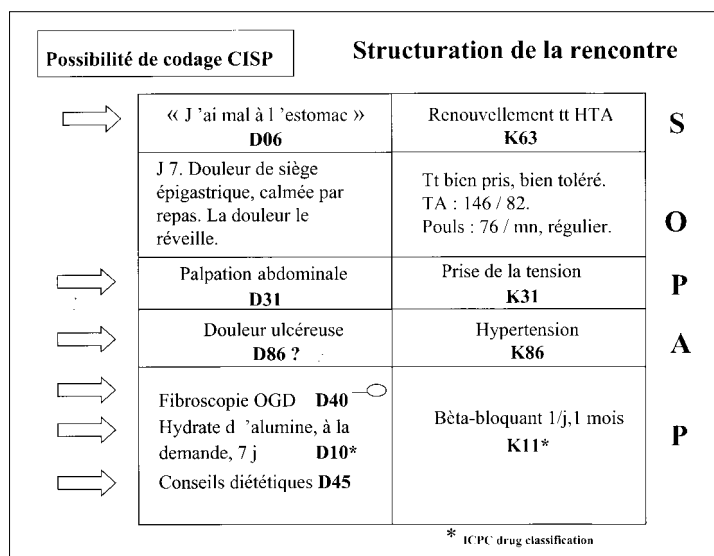 Possibilité de codage CISP
Structuration de la rencontre
« J 'ai mal à l 'estomac »
D06
Renouvellement tt HTA
K63
S
J 7. Douleur de siège
épigastrique, calmée par
repas. La douleur le
réveille.
Tt bien pris, bien toléré.
TA : 146 / 82.
Pouls : 76 / mn, régulier.
O
Palpation abdominale
D31
Prise de la tension
K31
P
Douleur ulcéreuse
D86 ?
Hypertension
K86
A
Fibroscopie OGD D40
Hydrate d 'alumine, à la
demande, 7 j D10*
Conseils diététiques D45
Bèta-bloquant 1/j,1 mois
K11*
P
* ICPC drug classification